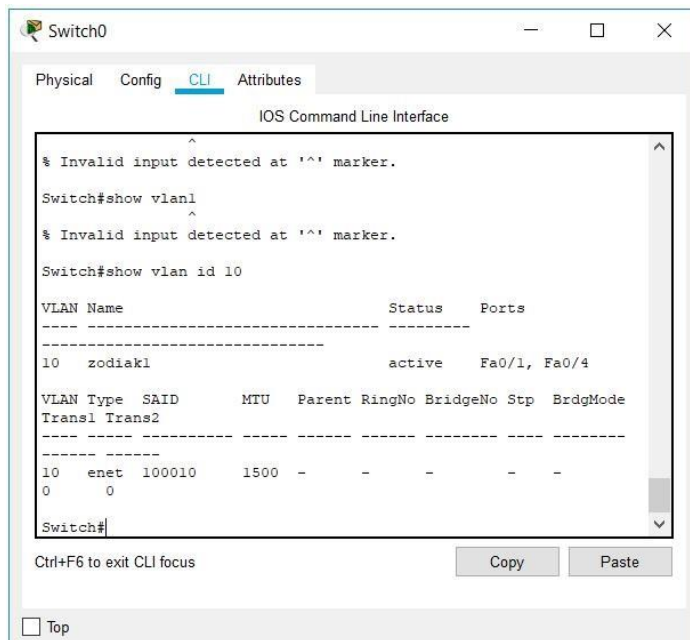 Switch0
Physical Config CLI Attributes
IOS Command Line Interface
^
% Invalid input detected at '^' marker.
Switch#show vlan1
^
% Invalid input detected at '^' marker.
Switch#show vlan id 10
VLAN Name Status Ports
---- -------------------------------- ---------
-------------------------------
10 zodiak1 active Fa0/1, Fa0/4
VLAN Type SAID MTU Parent RingNo BridgeNo Stp BrdgMode
Trans1 Trans2
---- ----- ---------- ----- ------ ------ -------- ---- --------
------ ------
10 enet 100010 1500 - - - - -
0 0
Switch#
Ctrl+F6 to exit CLI focus
Copy Paste
Top